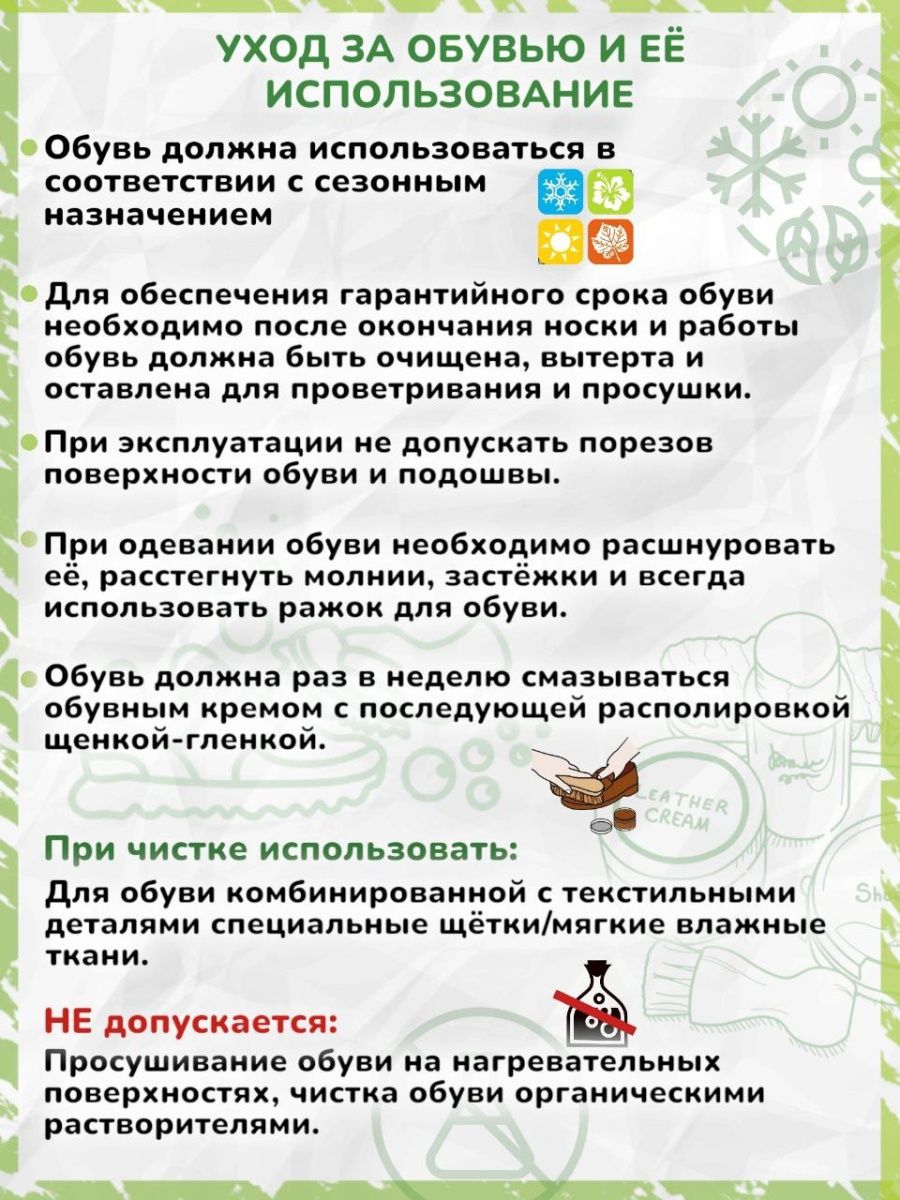 УХОД ЗА ОБУВЬЮ И ЕЁ
ИСПОЛЬЗОВАНИЕ
Обувь должна использоваться в
соответствии с сезонным
назначением
Для обеспечения гарантийного срока обуви
необходимо после окончания носки и работы
обувь должна быть очищена, вытерта и
оставлена для проветривания и просушки.
При эксплуатации не допускать порезов
поверхности обуви и подошвы.
При одевании обуви необходимо расшнуровать
её, расстегнуть молнии, застёжки и всегда
использовать ражок для обуви.
Обувь должна раз в неделю смазываться
обувным кремом с последующей располировкой
щенкой-гленкой.
LEATHER
CREAM
При чистке использовать:
Для обуви комбинированной с текстильными
деталями специальные щётки/мягкие влажные
ткани.
НЕ допускается:
Просушивание обуви на нагревательных
поверхностях, чистка обуви органическими
растворителями.